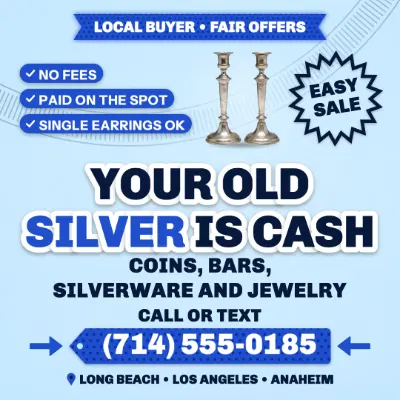 LOCAL BUYER • FAIR OFFERS
NO FEES
PAID ON THE SPOT
SINGLE EARRINGS OK
EASY
SALE
YOUR OLD
SILVER IS CASH
COINS, BARS,
SILVERWARE AND JEWELRY
CALL OR TEXT
(714) 555-0185
LONG BEACH • LOS ANGELES • ANAHEIM